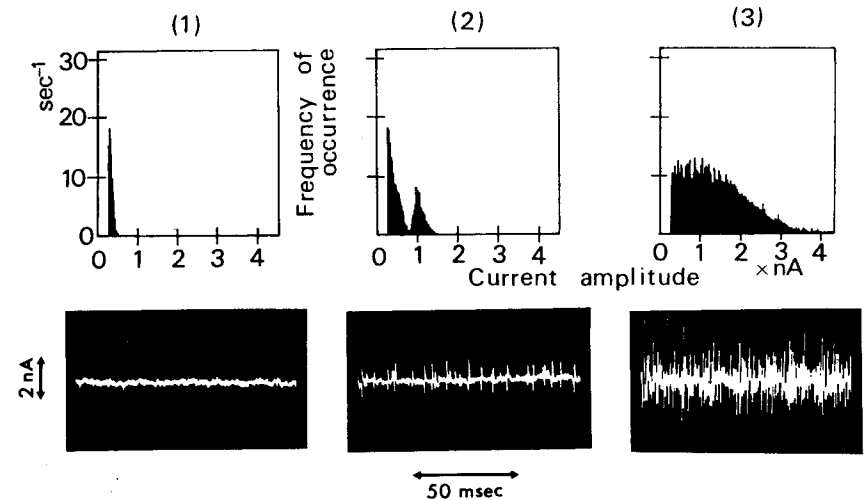 (1) (2) (3)
sec⁻¹
30
20
10
0
0 1 2 3 4
Frequency of
occurrence
0
0 1 2 3 4
0 1 2 3 4
Current amplitude × nA
2 nA
50 msec